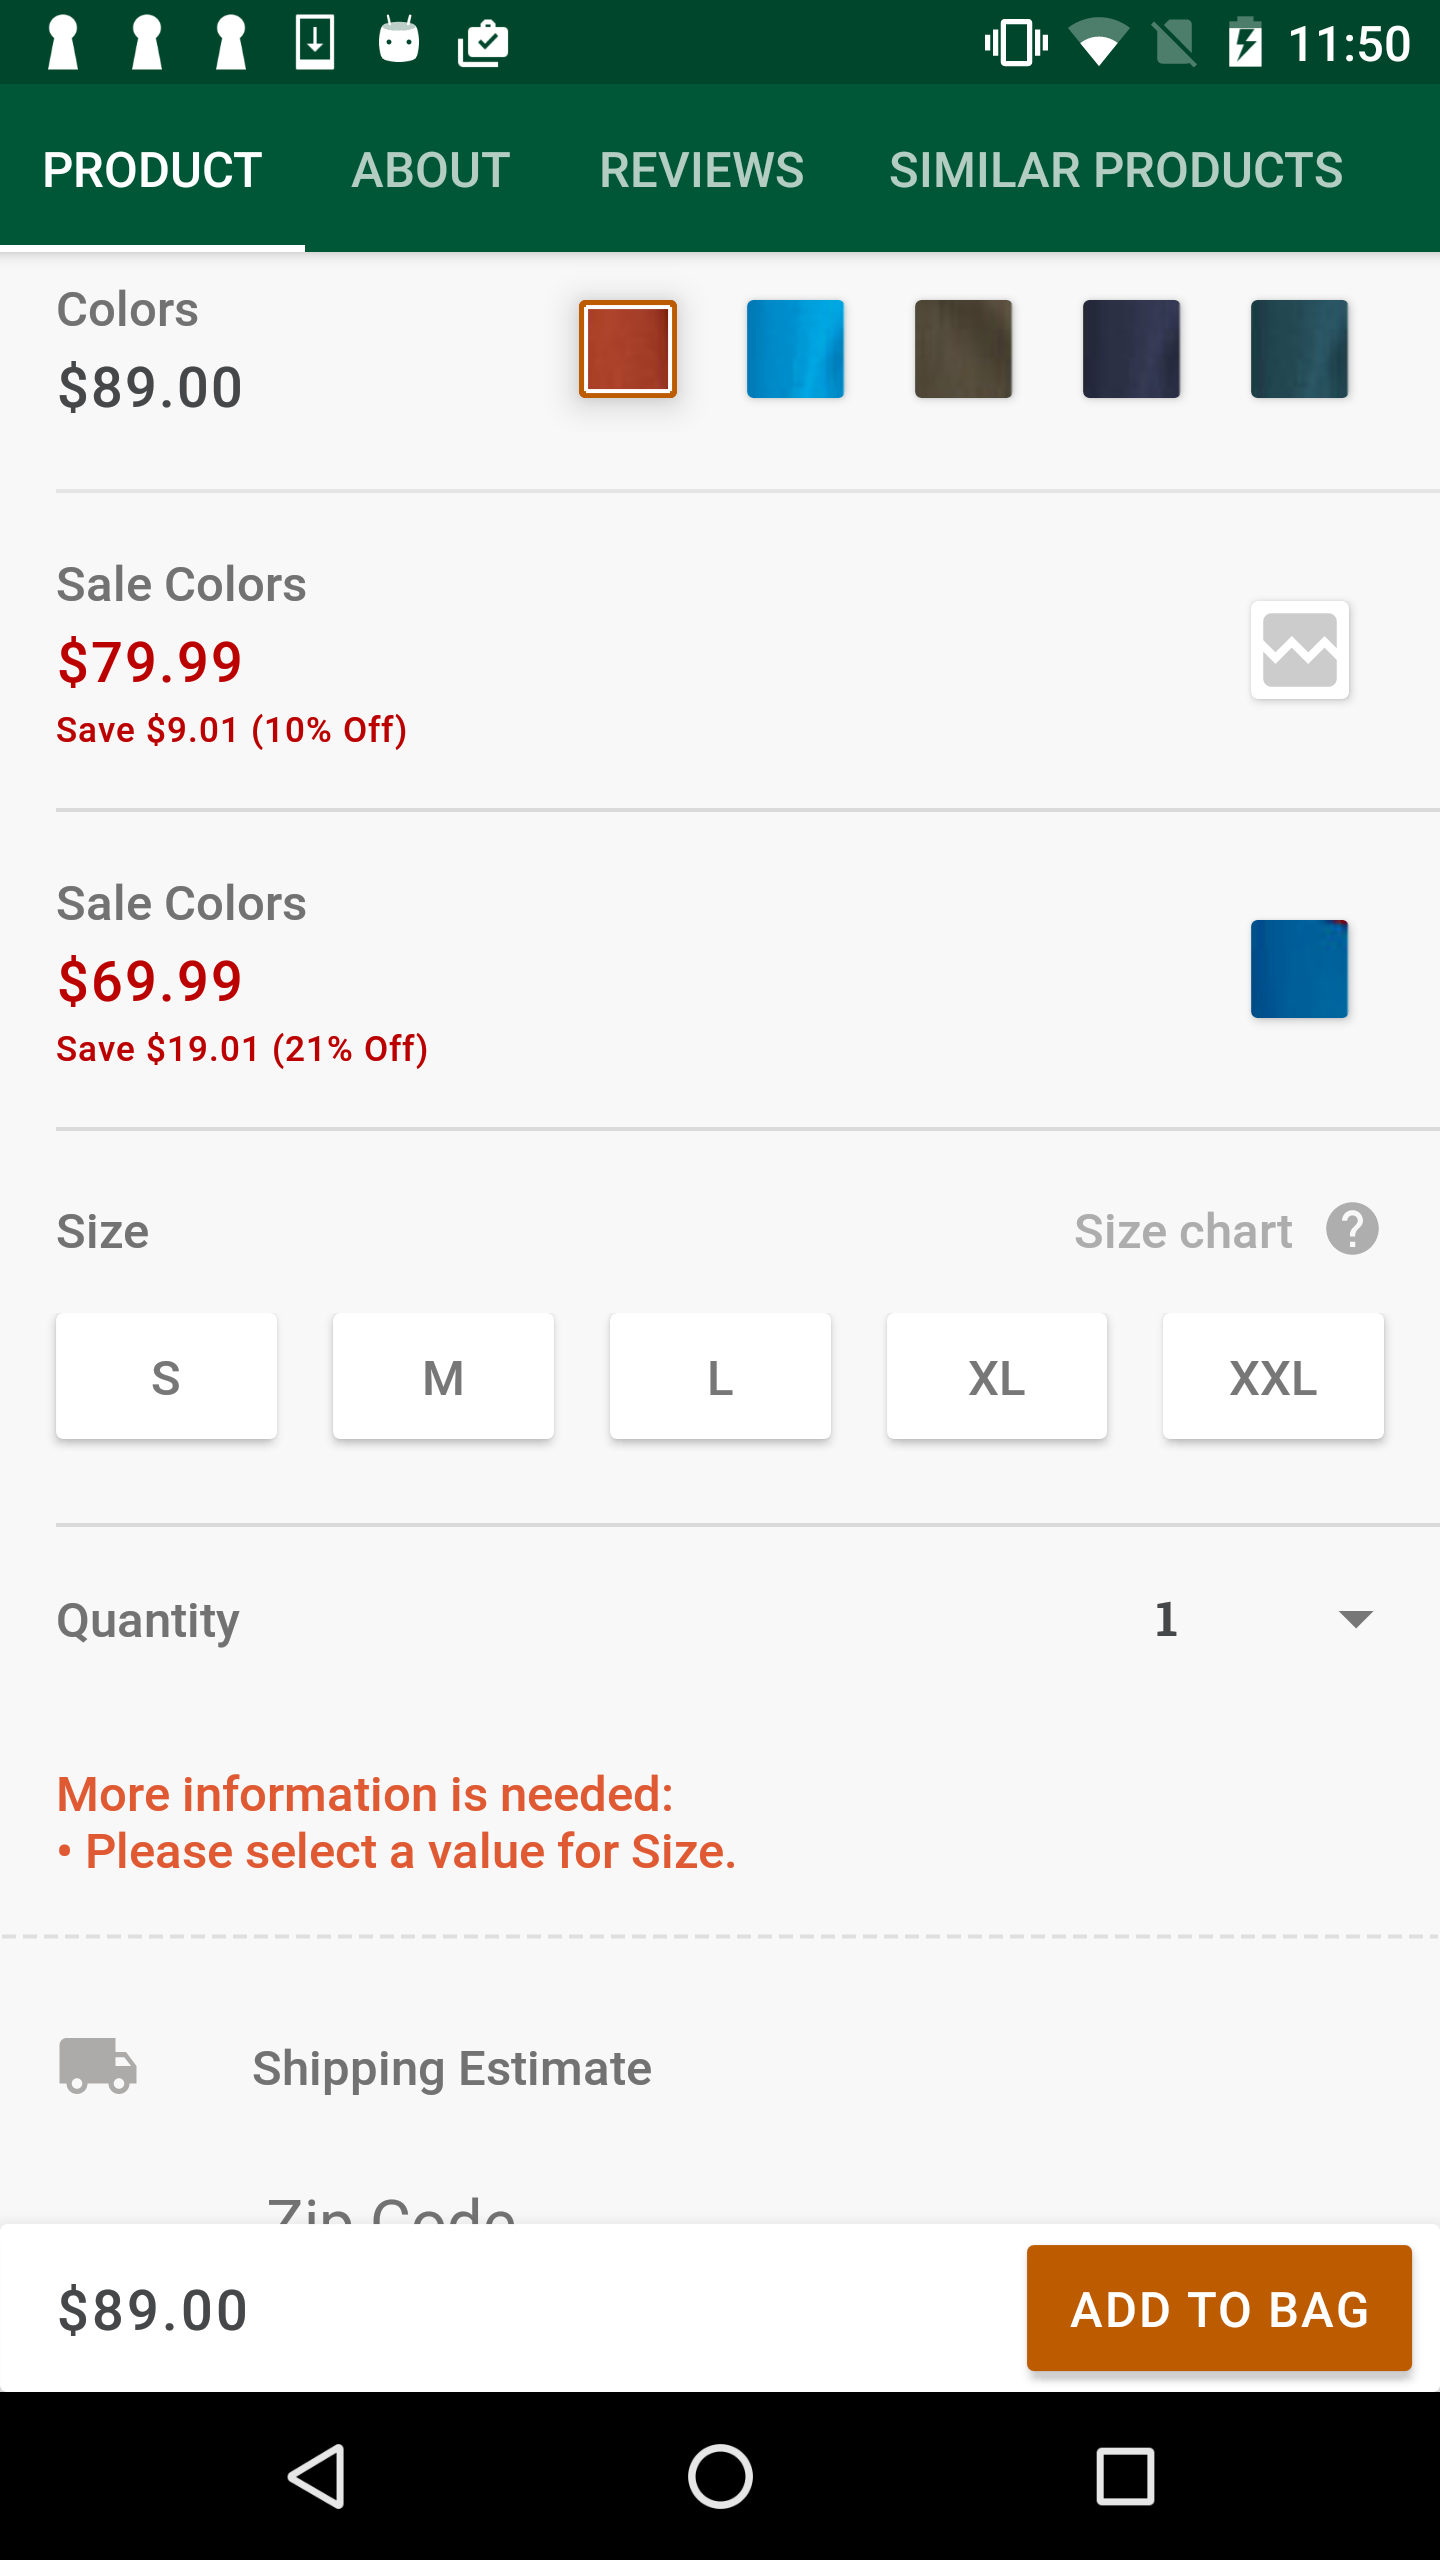 11:50
PRODUCT ABOUT REVIEWS SIMILAR PRODUCTS
Colors
$89.00
Sale Colors
$79.99
Save $9.01 (10% Off)
Sale Colors
$69.99
Save $19.01 (21% Off)
Size Size chart ?
S M L XL XXL
Quantity 1
More information is needed:
• Please select a value for Size.
Shipping Estimate
Zip Code
$89.00 ADD TO BAG